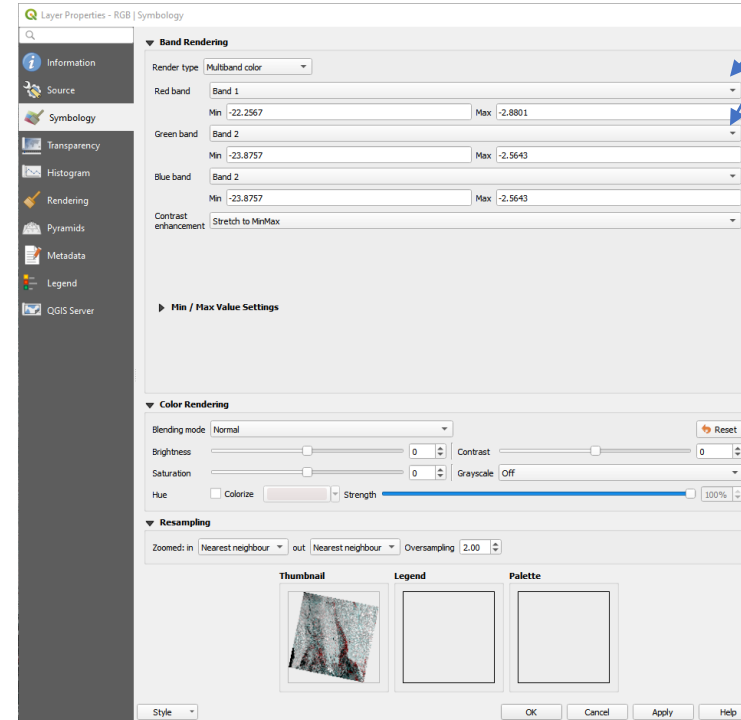 Layer Properties - RGB | Symbology
Information
Source
Symbology
Transparency
Histogram
Rendering
Pyramids
Metadata
Legend
QGIS Server
Band Rendering
Render type Multiband color
Red band Band 1
Min -22.2567 Max -2.8801
Green band Band 2
Min -23.8757 Max -2.5643
Blue band Band 2
Min -23.8757 Max -2.5643
Contrast enhancement Stretch to MinMax
Min / Max Value Settings
Color Rendering
Blending mode Normal Reset
Brightness 0 Contrast 0
Saturation 0 Grayscale Off
Hue Colorize Strength 100%
Resampling
Zoomed: in Nearest neighbour out Nearest neighbour Oversampling 2.00
Thumbnail Legend Palette
Style OK Cancel Apply Help